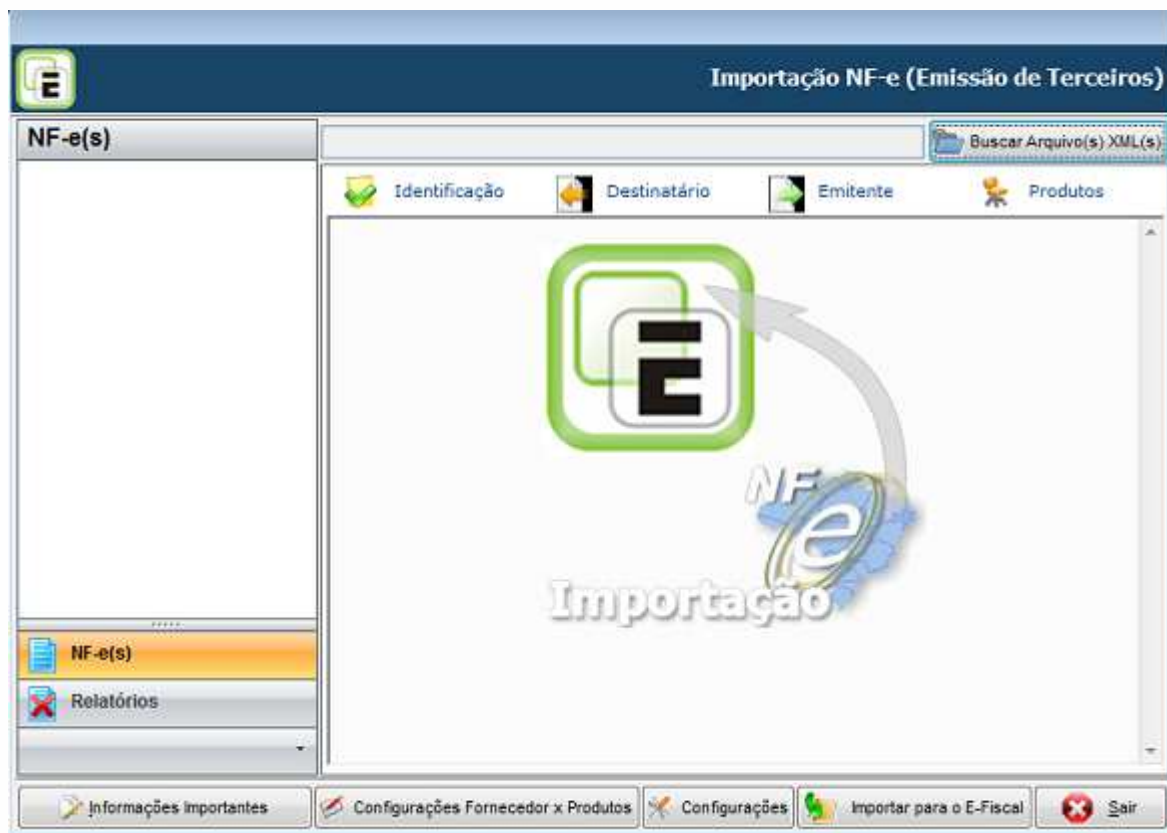 E
Importação NF-e (Emissão de Terceiros)
NF-e(s)
Buscar Arquivo(s) XML(s)
Identificação
Destinatário
Emitente
Produtos
E
NF
e
Importação
NF-e(s)
Relatórios
Informações Importantes
Configurações Fornecedor x Produtos
Configurações
Importar para o E-Fiscal
Sair